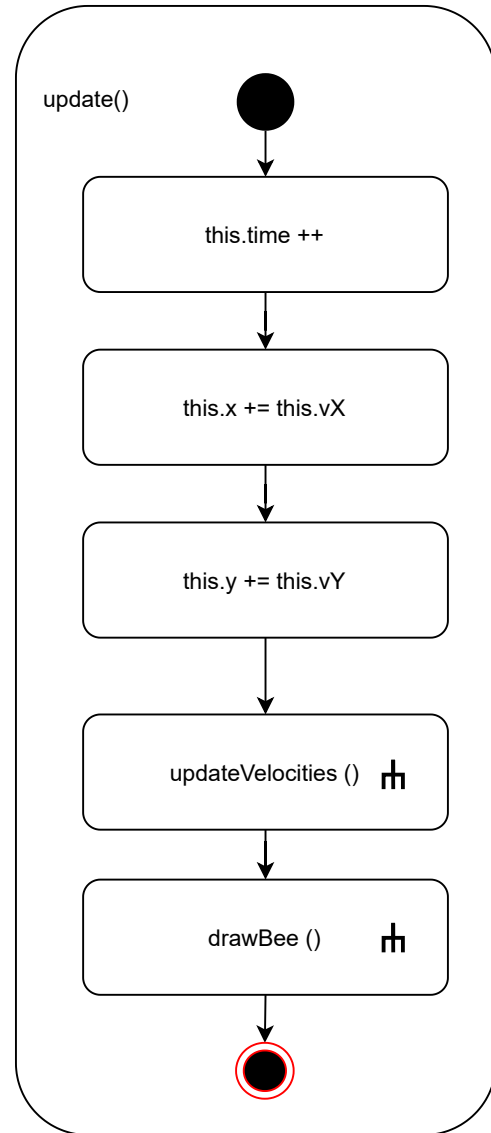 update()
this.time ++
this.x += this.vX
this.y += this.vY
updateVelocities ()
drawBee ()